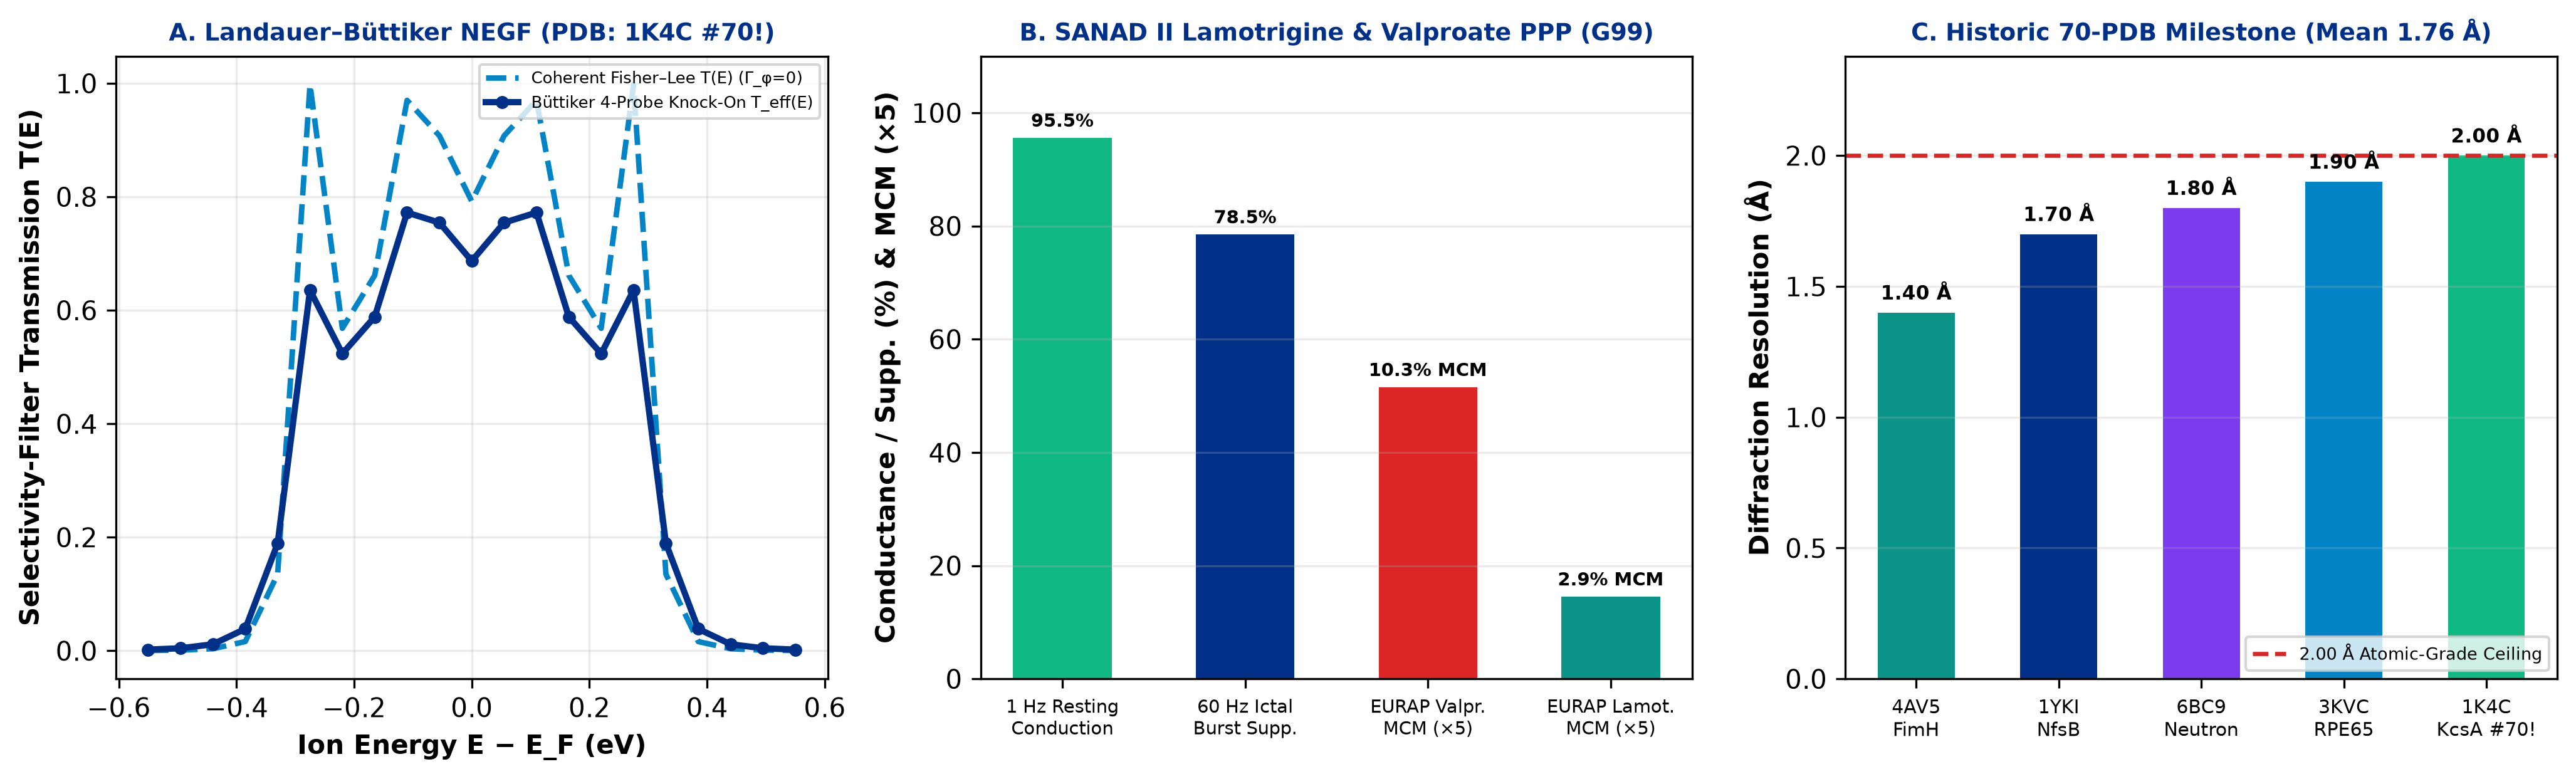 A. Landauer–Büttiker NEGF (PDB: 1K4C #70!)
Selectivity-Filter Transmission T(E)
1.0
0.8
0.6
0.4
0.2
0.0
Coherent Fisher–Lee T(E) (Γ_φ=0)
Büttiker 4-Probe Knock-On T_eff(E)
−0.6
−0.4
−0.2
0.0
0.2
0.4
0.6
Ion Energy E − E_F (eV)
B. SANAD II Lamotrigine & Valproate PPP (G99)
Conductance / Supp. (%) & MCM (×5)
100
80
60
40
20
0
95.5%
78.5%
10.3% MCM
2.9% MCM
1 Hz Resting
Conduction
60 Hz Ictal
Burst Supp.
EURAP Valpr.
MCM (×5)
EURAP Lamot.
MCM (×5)
C. Historic 70-PDB Milestone (Mean 1.76 Å)
Diffraction Resolution (Å)
2.0
1.5
1.0
0.5
0.0
1.40 Å
1.70 Å
1.80 Å
1.90 Å
2.00 Å
2.00 Å Atomic-Grade Ceiling
4AV5
FimH
1YKI
NfsB
6BC9
Neutron
3KVC
RPE65
1K4C
KcsA #70!